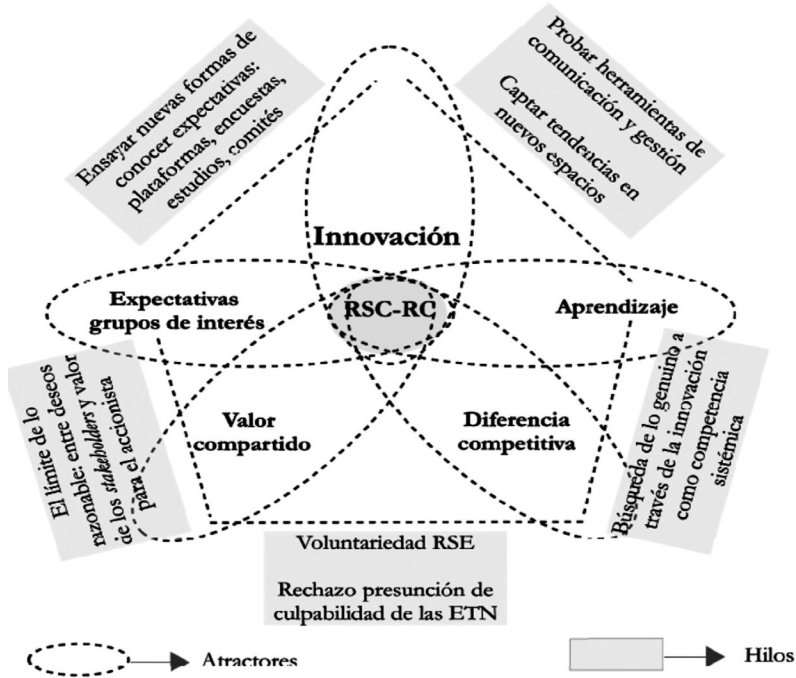 Ensayar nuevas formas de
conocer expectativas:
plataformas, encuestas,
estudios, comités
Probar herramientas de
comunicación y gestión
Captar tendencias en
nuevos espacios
Innovación
Expectativas
grupos de interés
RSC-RC
Aprendizaje
Valor
compartido
Diferencia
competitiva
El límite de lo
razonable: entre deseos
de los stakeholders y valor
para el accionista
Búsqueda de lo genuino a
través de la innovación
como competencia
sistémica
Voluntariedad RSE
Rechazo presunción de
culpabilidad de las ETN
Atractores
Hilos